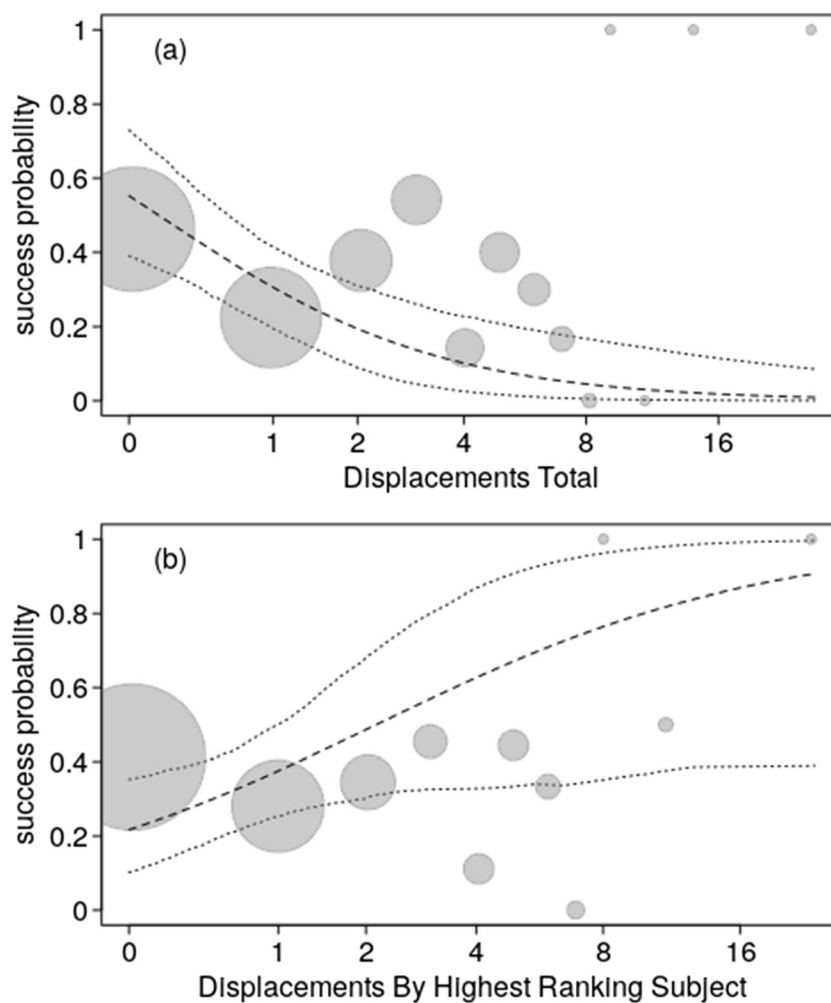 (a)
success probability
1
0.8
0.6
0.4
0.2
0
0 1 2 4 8 16
Displacements Total
(b)
success probability
1
0.8
0.6
0.4
0.2
0
0 1 2 4 8 16
Displacements By Highest Ranking Subject